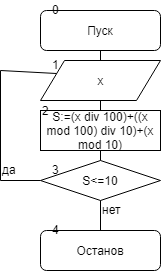 0
Пуск
1
x
2
S:=(x div 100)+((x
mod 100) div 10)+(x
mod 10)
да
3
S<=10
нет
4
Останов